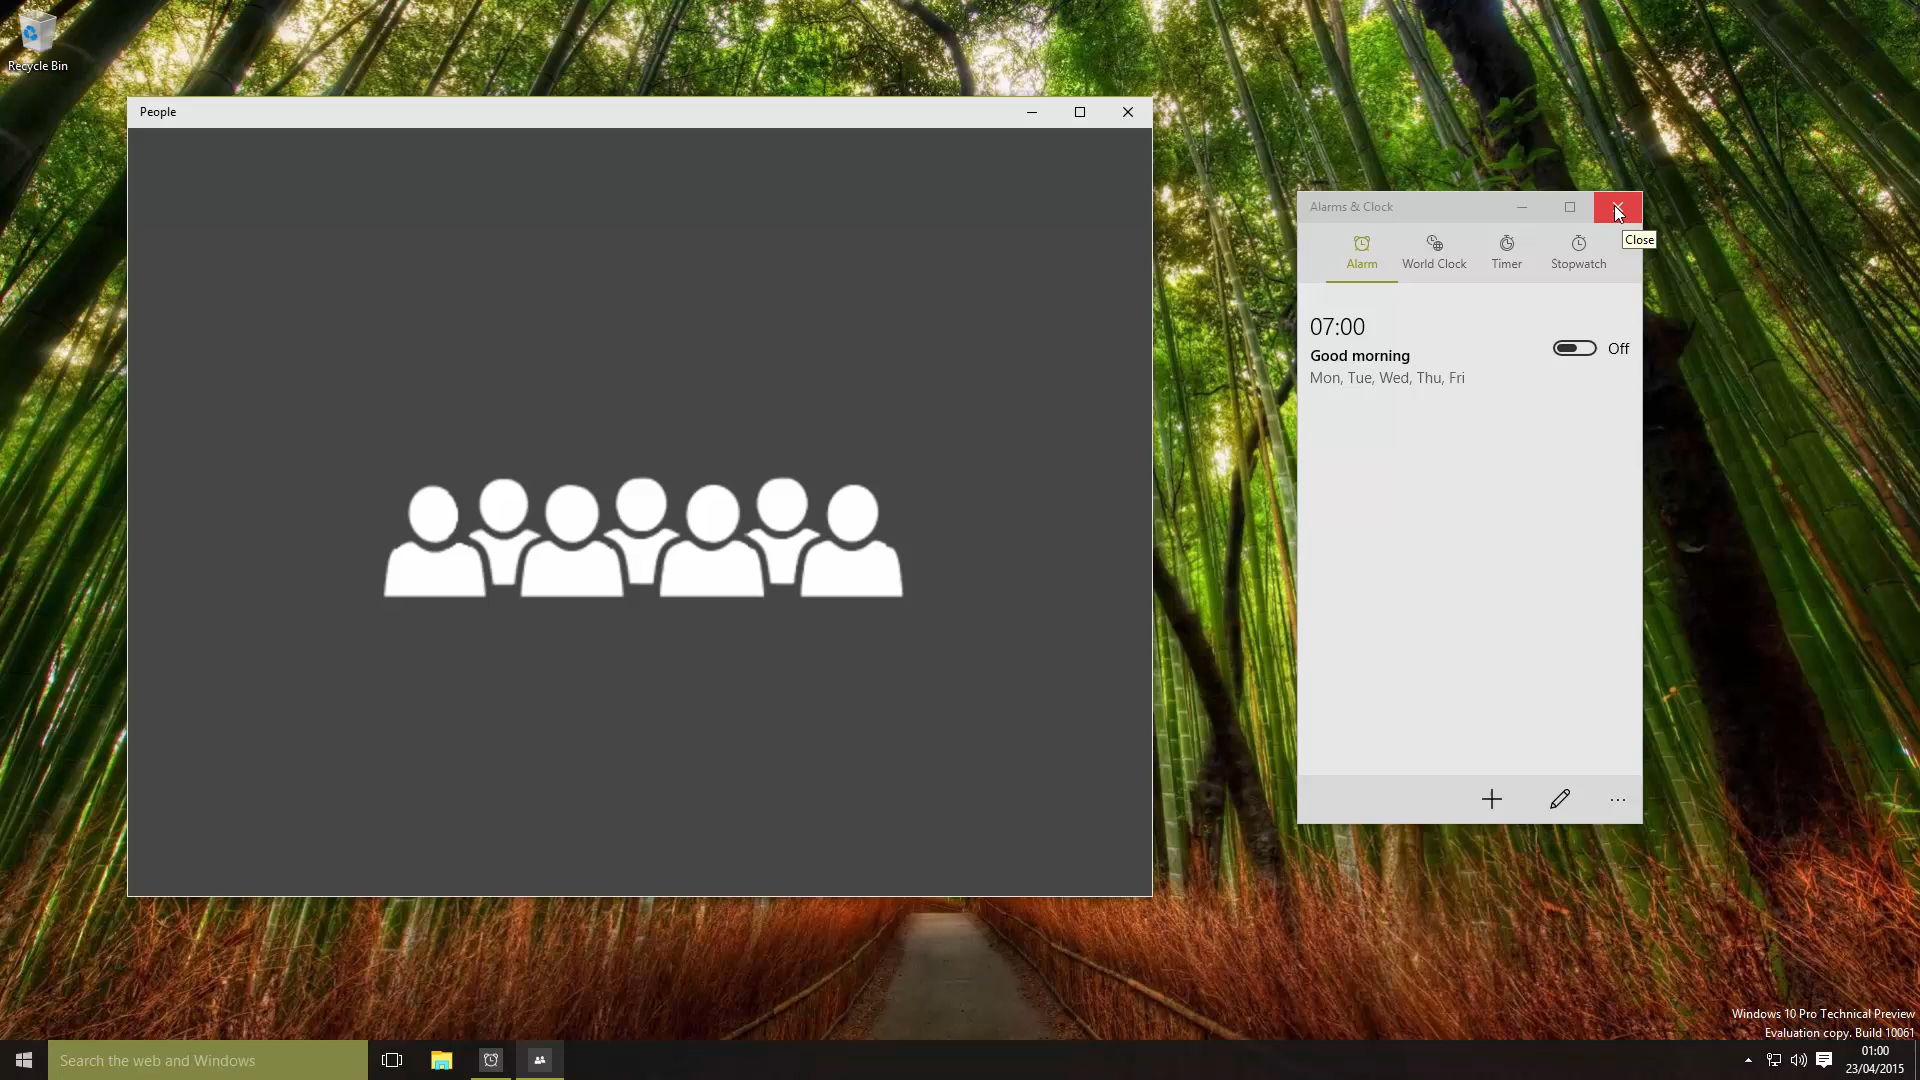 Recycle Bin
People
Alarms & Clock
Close
Alarm
World Clock
Timer
Stopwatch
07:00
Good morning
Off
Mon, Tue, Wed, Thu, Fri
Windows 10 Pro Technical Preview
Evaluation copy. Build 10061
Search the web and Windows
01:00
23/04/2015